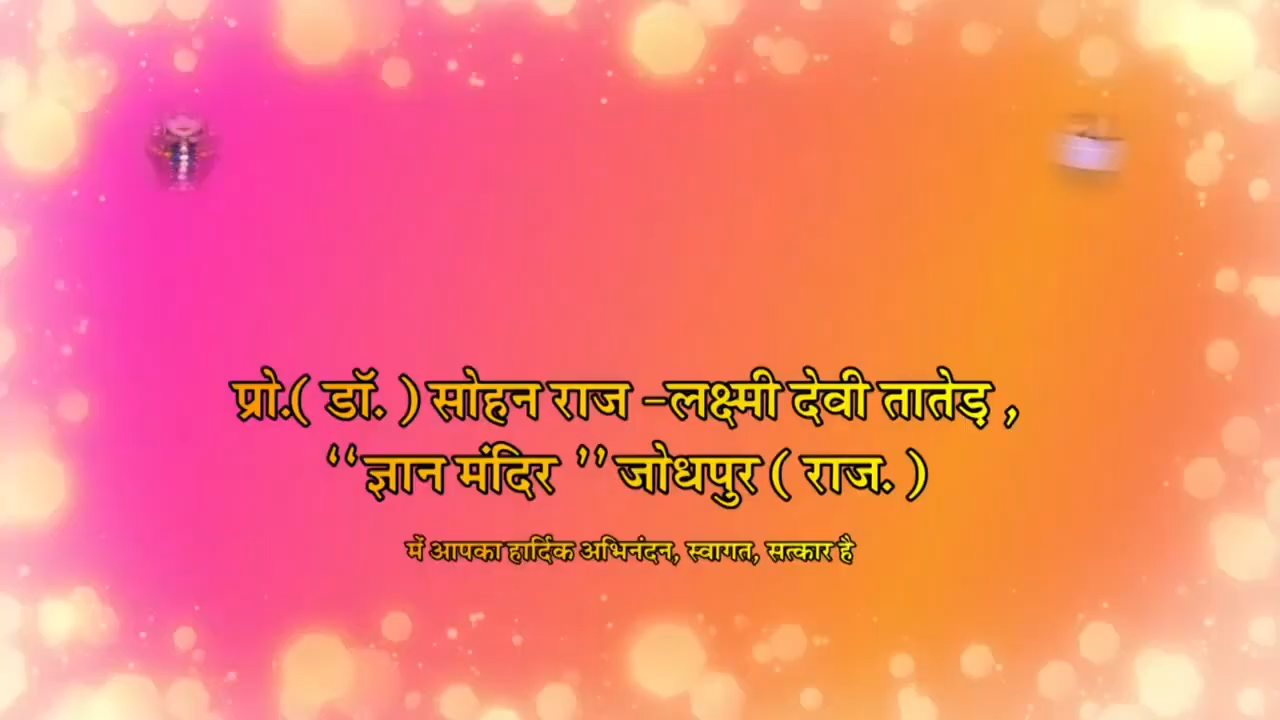 प्रो.( डॉ. ) सोहन राज -लक्ष्मी देवी तातेड़ ,
‘‘ज्ञान मंदिर ’’ जोधपुर ( राज. )
में आपका हार्दिक अभिनंदन, स्वागत, सत्कार है